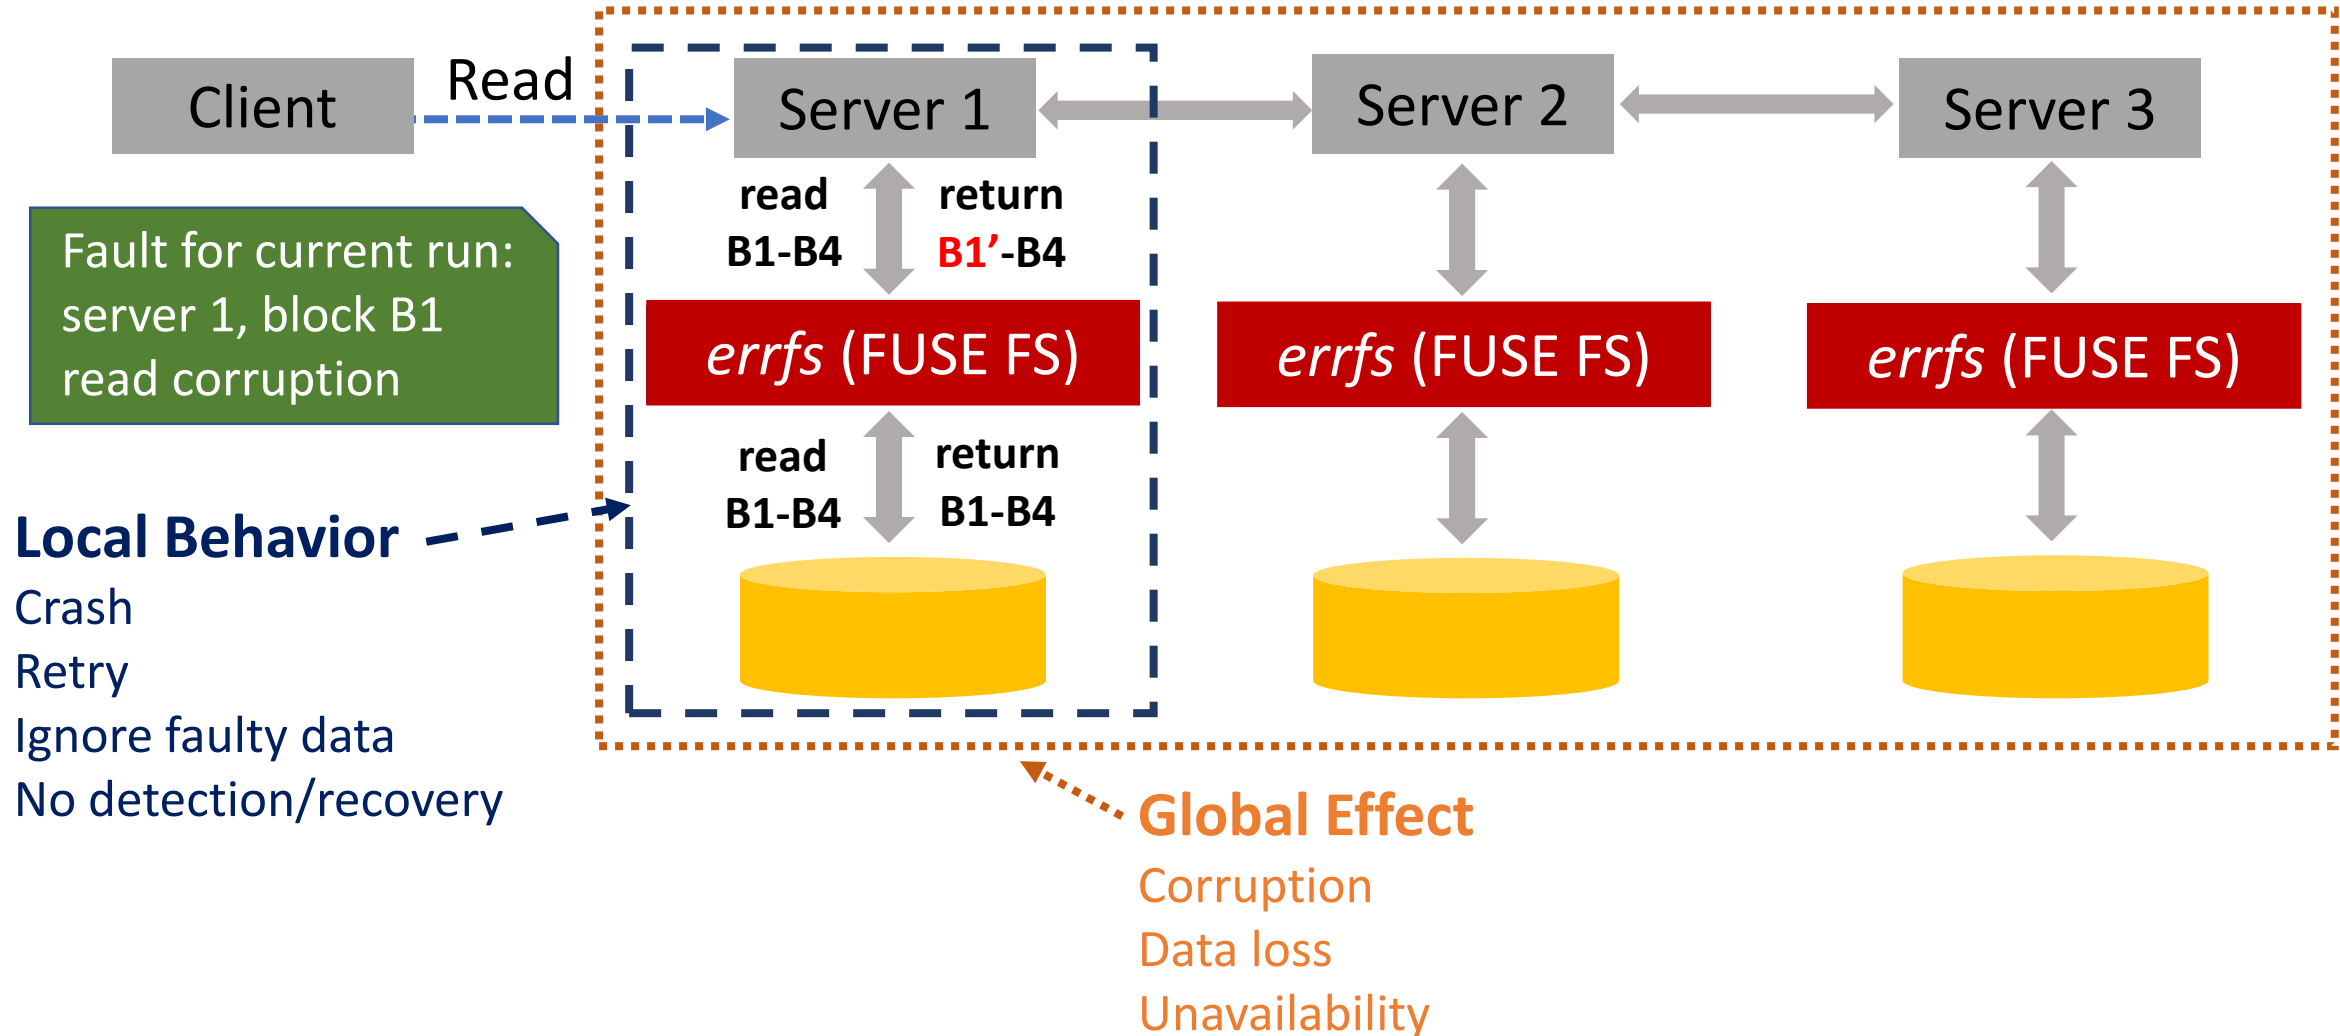 Client
Read
Server 1
Server 2
Server 3
Fault for current run:
server 1, block B1
read corruption
read
B1-B4
return
B1’-B4
errfs (FUSE FS)
errfs (FUSE FS)
errfs (FUSE FS)
read
B1-B4
return
B1-B4
Local Behavior
Crash
Retry
Ignore faulty data
No detection/recovery
Global Effect
Corruption
Data loss
Unavailability